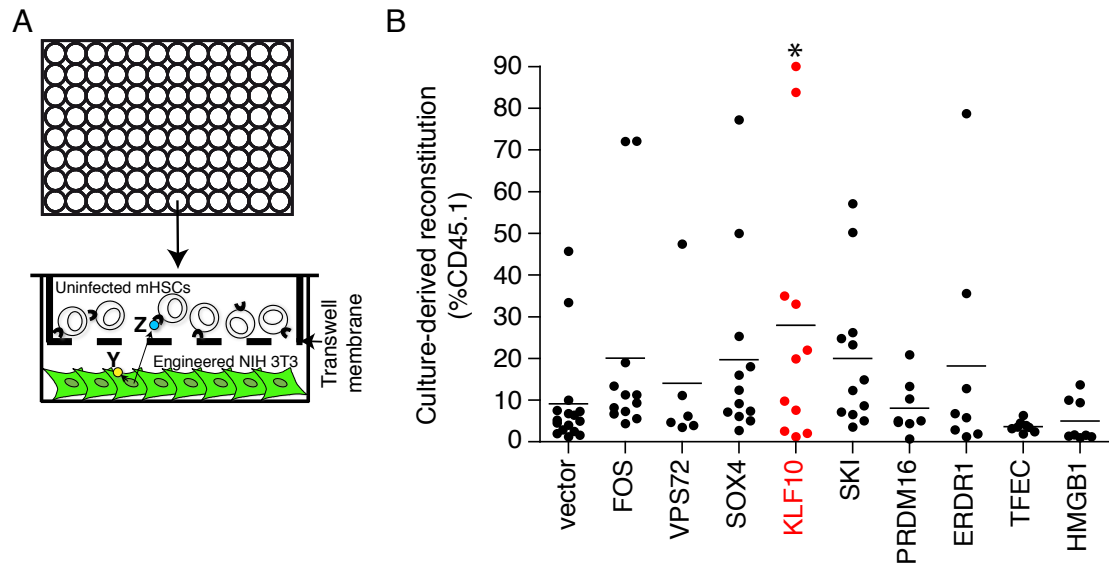 A
B
Uninfected mHSCs
Z
Y
Engineered NIH 3T3
Transwell
membrane
Culture-derived reconstitution
(%CD45.1)
90
80
70
60
50
40
30
20
10
0
*
vector
FOS
VPS72
SOX4
KLF10
SKI
PRDM16
ERDR1
TFEC
HMGB1